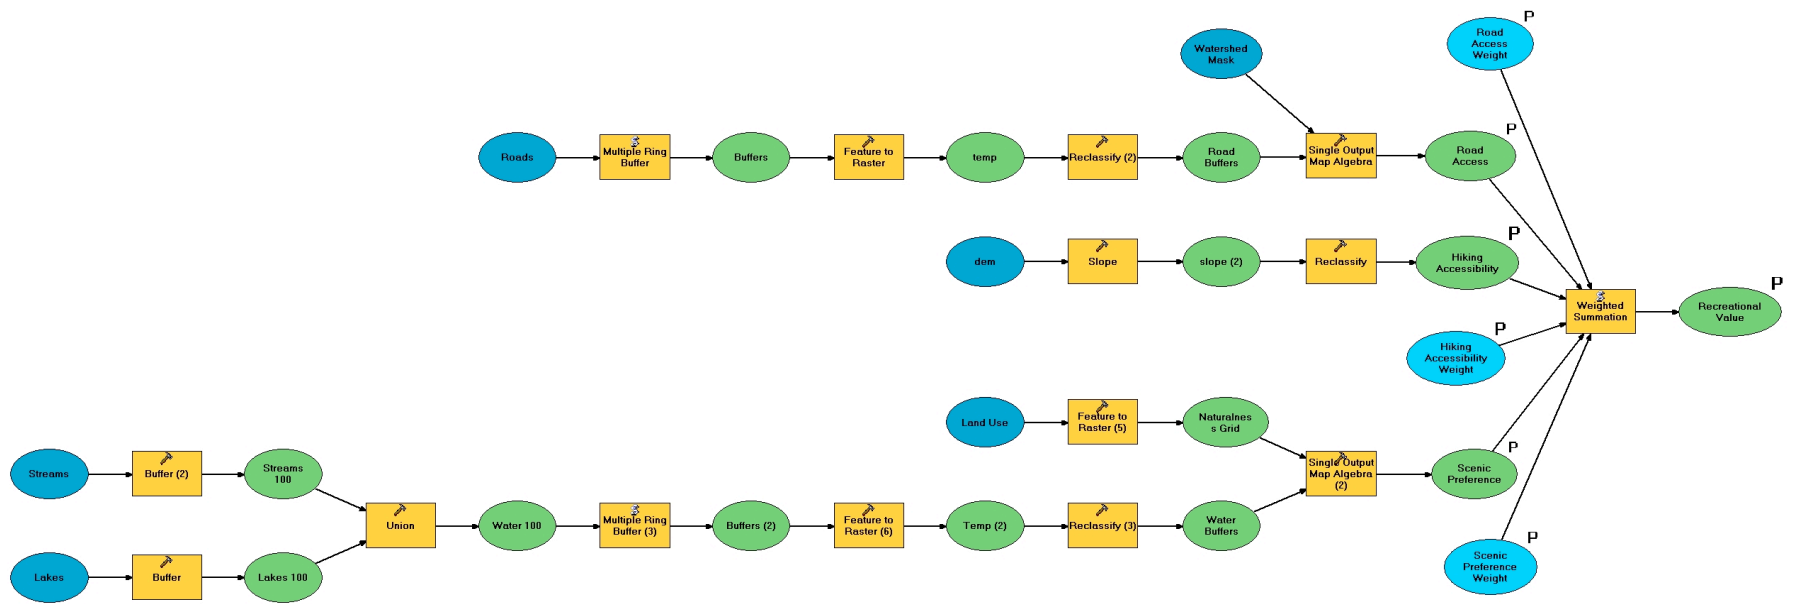 P
Road
Access
Weight
Watershed
Mask
P
Roads
Multiple Ring
Buffer
Buffers
Feature to
Raster
temp
Reclassify (2)
Road
Buffers
Single Output
Map Algebra
Road
Access
P
dem
Slope
slope (2)
Reclassify
Hiking
Accessibility
P
Weighted
Summation
Recreational
Value
P
Hiking
Accessibility
Weight
Land Use
Feature to
Raster (5)
Naturalnes
s Grid
P
Streams
Buffer (2)
Streams
100
Single Output
Map Algebra
(2)
Scenic
Preference
Union
Water 100
Multiple Ring
Buffer (3)
Buffers (2)
Feature to
Raster (6)
Temp (2)
Reclassify (3)
Water
Buffers
P
Lakes
Buffer
Lakes 100
Scenic
Preference
Weight